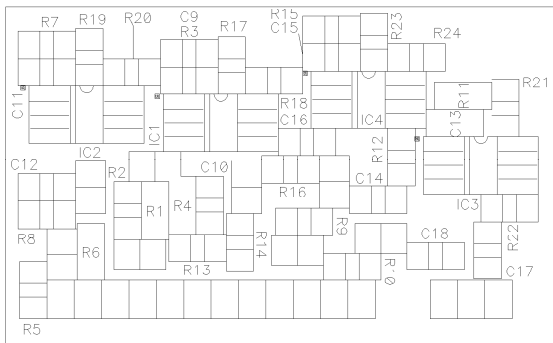 R7 R19 R20 C9 R3 R17 R15 C15 R23 R24
C11 IC1 R18 C16 IC4 R11 C13 R21
IC2 R12
C12 R2 C10 R16 C14 IC3
R1 R4
R8 R6 R13 R14 R9 C18 R22
R10 C17
R5